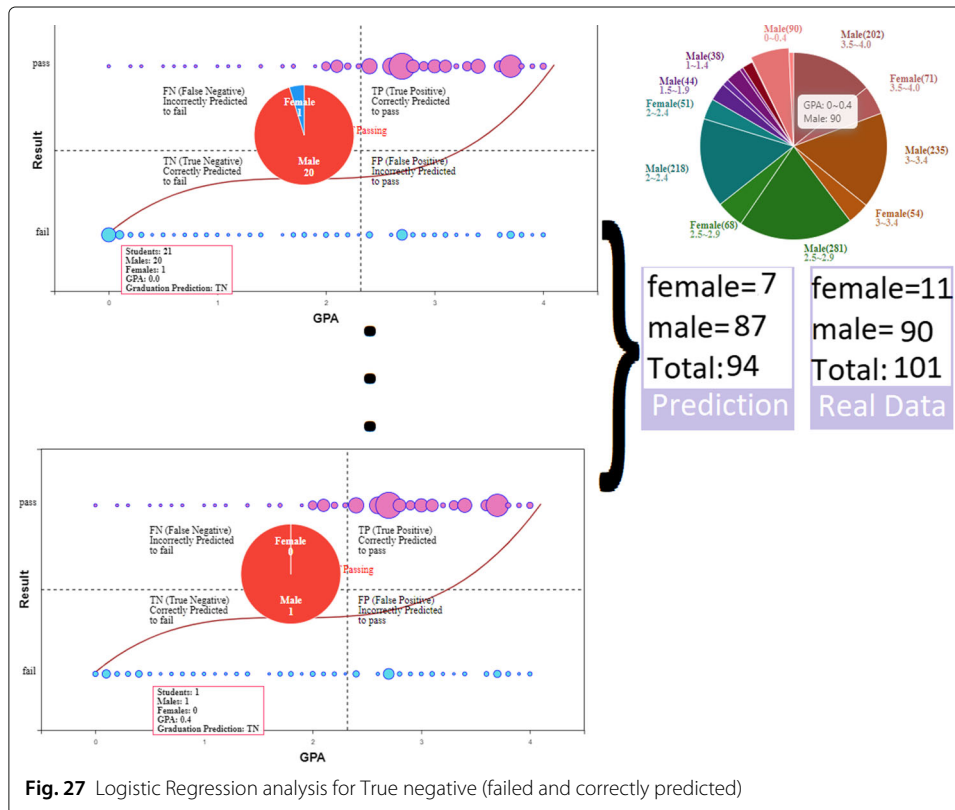 pass
FN (False Negative)
Incorrectly Predicted
to fail
TP (True Positive)
Correctly Predicted
to pass
Female
1
Passing
Result
TN (True Negative)
Correctly Predicted
to fail
Male
20
FP (False Positive)
Incorrectly Predicted
to pass
fail
Students: 21
Males: 20
Females: 1
GPA: 0.0
Graduation Prediction: TN
0 1 2 3 4
GPA
pass
FN (False Negative)
Incorrectly Predicted
to fail
TP (True Positive)
Correctly Predicted
to pass
Female
0
Passing
Result
TN (True Negative)
Correctly Predicted
to fail
Male
1
FP (False Positive)
Incorrectly Predicted
to pass
fail
Students: 1
Males: 1
Females: 0
GPA: 0.4
Graduation Prediction: TN
0 1 2 3 4
GPA
Male(90)
0~0.4
Male(202)
3.5~4.0
Male(38)
1~1.4
Male(44)
1.5~1.9
Female(71)
3.5~4.0
Female(51)
2~2.4
GPA: 0~0.4
Male: 90
Male(235)
3~3.4
Male(218)
2~2.4
Female(54)
3~3.4
Female(68)
2.5~2.9
Male(281)
2.5~2.9
female= 7
male= 87
Total: 94
Prediction
female=11
male= 90
Total: 101
Real Data
Fig. 27 Logistic Regression analysis for True negative (failed and correctly predicted)